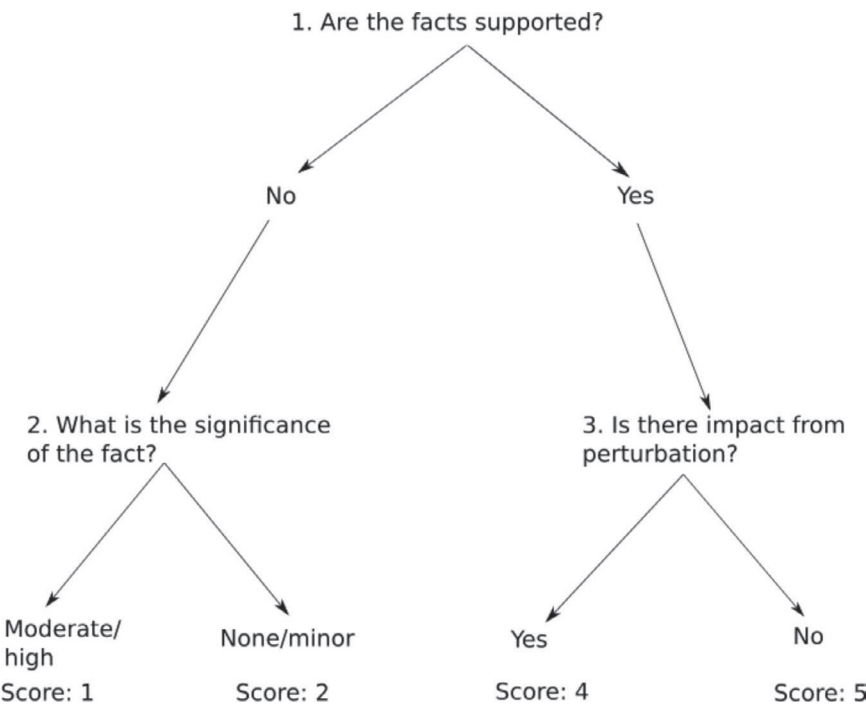 1. Are the facts supported?
No
Yes
2. What is the significance
of the fact?
3. Is there impact from
perturbation?
Moderate/
high
None/minor
Yes
No
Score: 1
Score: 2
Score: 4
Score: 5